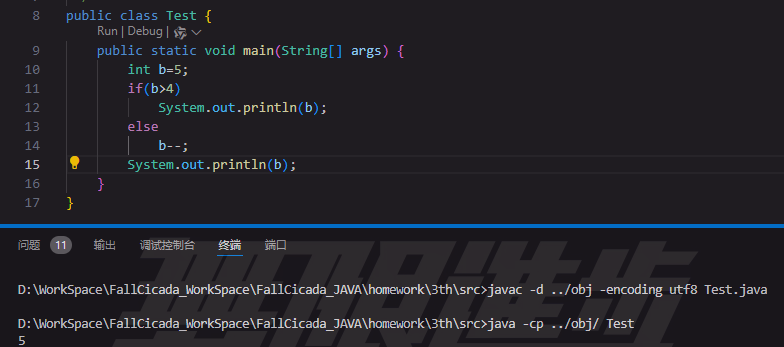 8 public class Test {
Run | Debug |
9 public static void main(String[] args) {
10 int b=5;
11 if(b>4)
12 System.out.println(b);
13 else
14 b--;
15 System.out.println(b);
16 }
17 }
问题 11 输出 调试控制台 终端 端口
D:\WorkSpace\FallCicada_WorkSpace\FallCicada_JAVA\homework\3th\src>javac -d ../obj -encoding utf8 Test.java
D:\WorkSpace\FallCicada_WorkSpace\FallCicada_JAVA\homework\3th\src>java -cp ../obj/ Test
5